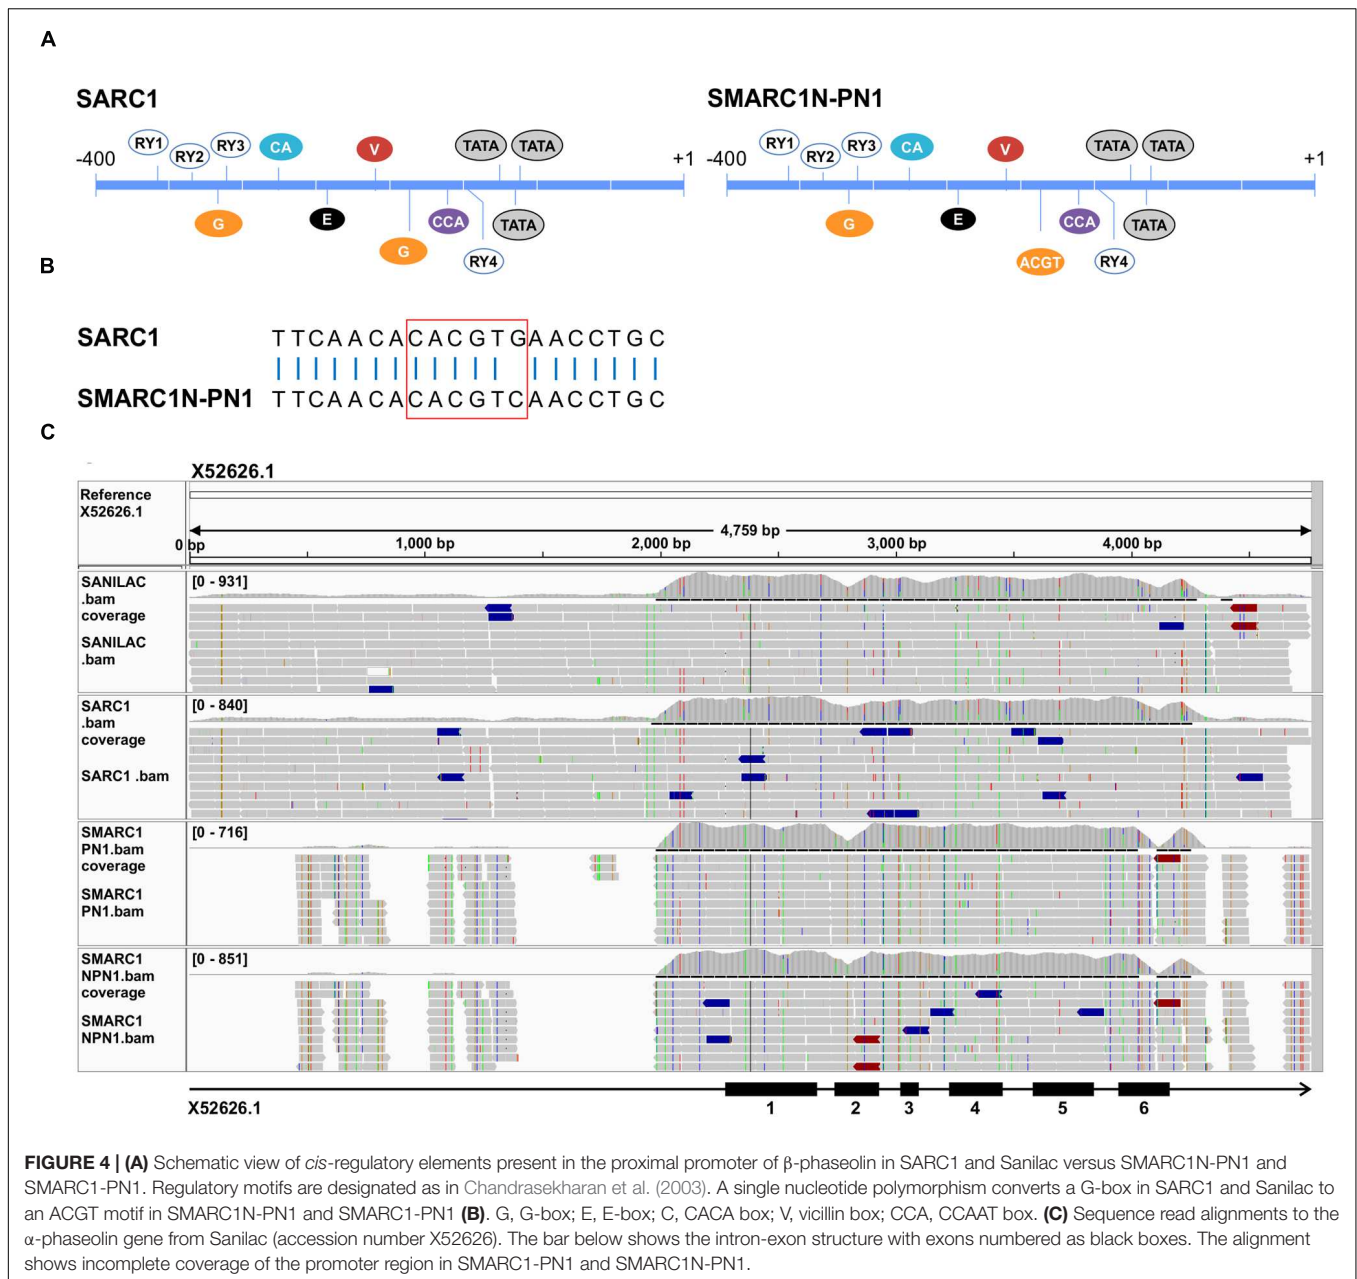 A
SARC1
SMARC1N-PN1
-400 RY1 RY2 RY3 CA V TATA TATA +1
G E G CCA RY4 TATA
-400 RY1 RY2 RY3 CA V TATA TATA +1
G E ACGT CCA RY4 TATA
B
SARC1 TTCAACACACGTGAACCTGC
SMARC1N-PN1 TTCAACACACGTCAACCTGC
C
X52626.1
Reference
X52626.1
4,759 bp
0 bp 1,000 bp 2,000 bp 3,000 bp 4,000 bp
SANILAC
.bam
coverage
[0 - 931]
SANILAC
.bam
SARC1
.bam
coverage
[0 - 840]
SARC1 .bam
SMARC1
PN1.bam
coverage
[0 - 716]
SMARC1
PN1.bam
SMARC1
NPN1.bam
coverage
[0 - 851]
SMARC1
NPN1.bam
X52626.1 1 2 3 4 5 6
FIGURE 4 | (A) Schematic view of cis-regulatory elements present in the proximal promoter of β-phaseolin in SARC1 and Sanilac versus SMARC1N-PN1 and
SMARC1-PN1. Regulatory motifs are designated as in Chandrasekharan et al. (2003). A single nucleotide polymorphism converts a G-box in SARC1 and Sanilac to
an ACGT motif in SMARC1N-PN1 and SMARC1-PN1 (B). G, G-box; E, E-box; C, CACA box; V, vicillin box; CCA, CCAAT box. (C) Sequence read alignments to the
α-phaseolin gene from Sanilac (accession number X52626). The bar below shows the intron-exon structure with exons numbered as black boxes. The alignment
shows incomplete coverage of the promoter region in SMARC1-PN1 and SMARC1N-PN1.